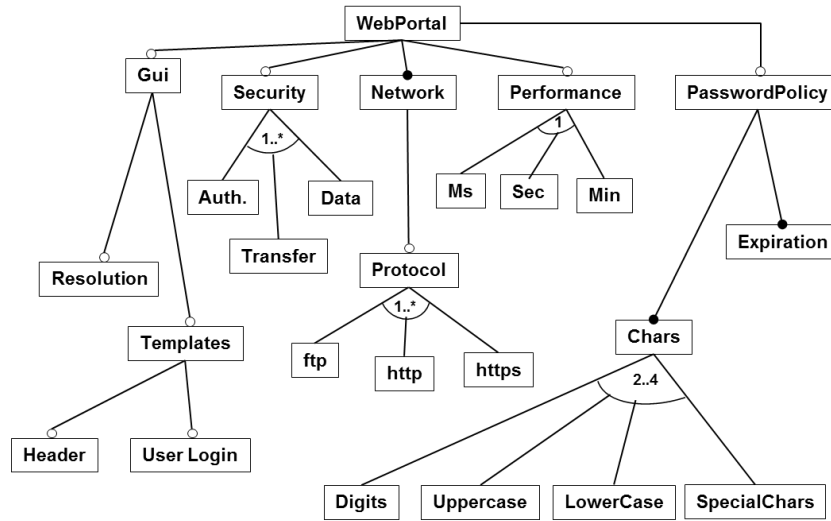 WebPortal
Gui
Security
Network
Performance
PasswordPolicy
1..*
1
Auth.
Data
Ms
Sec
Min
Transfer
Expiration
Resolution
Protocol
1..*
Templates
Chars
ftp
http
https
2..4
Header
User Login
Digits
Uppercase
LowerCase
SpecialChars